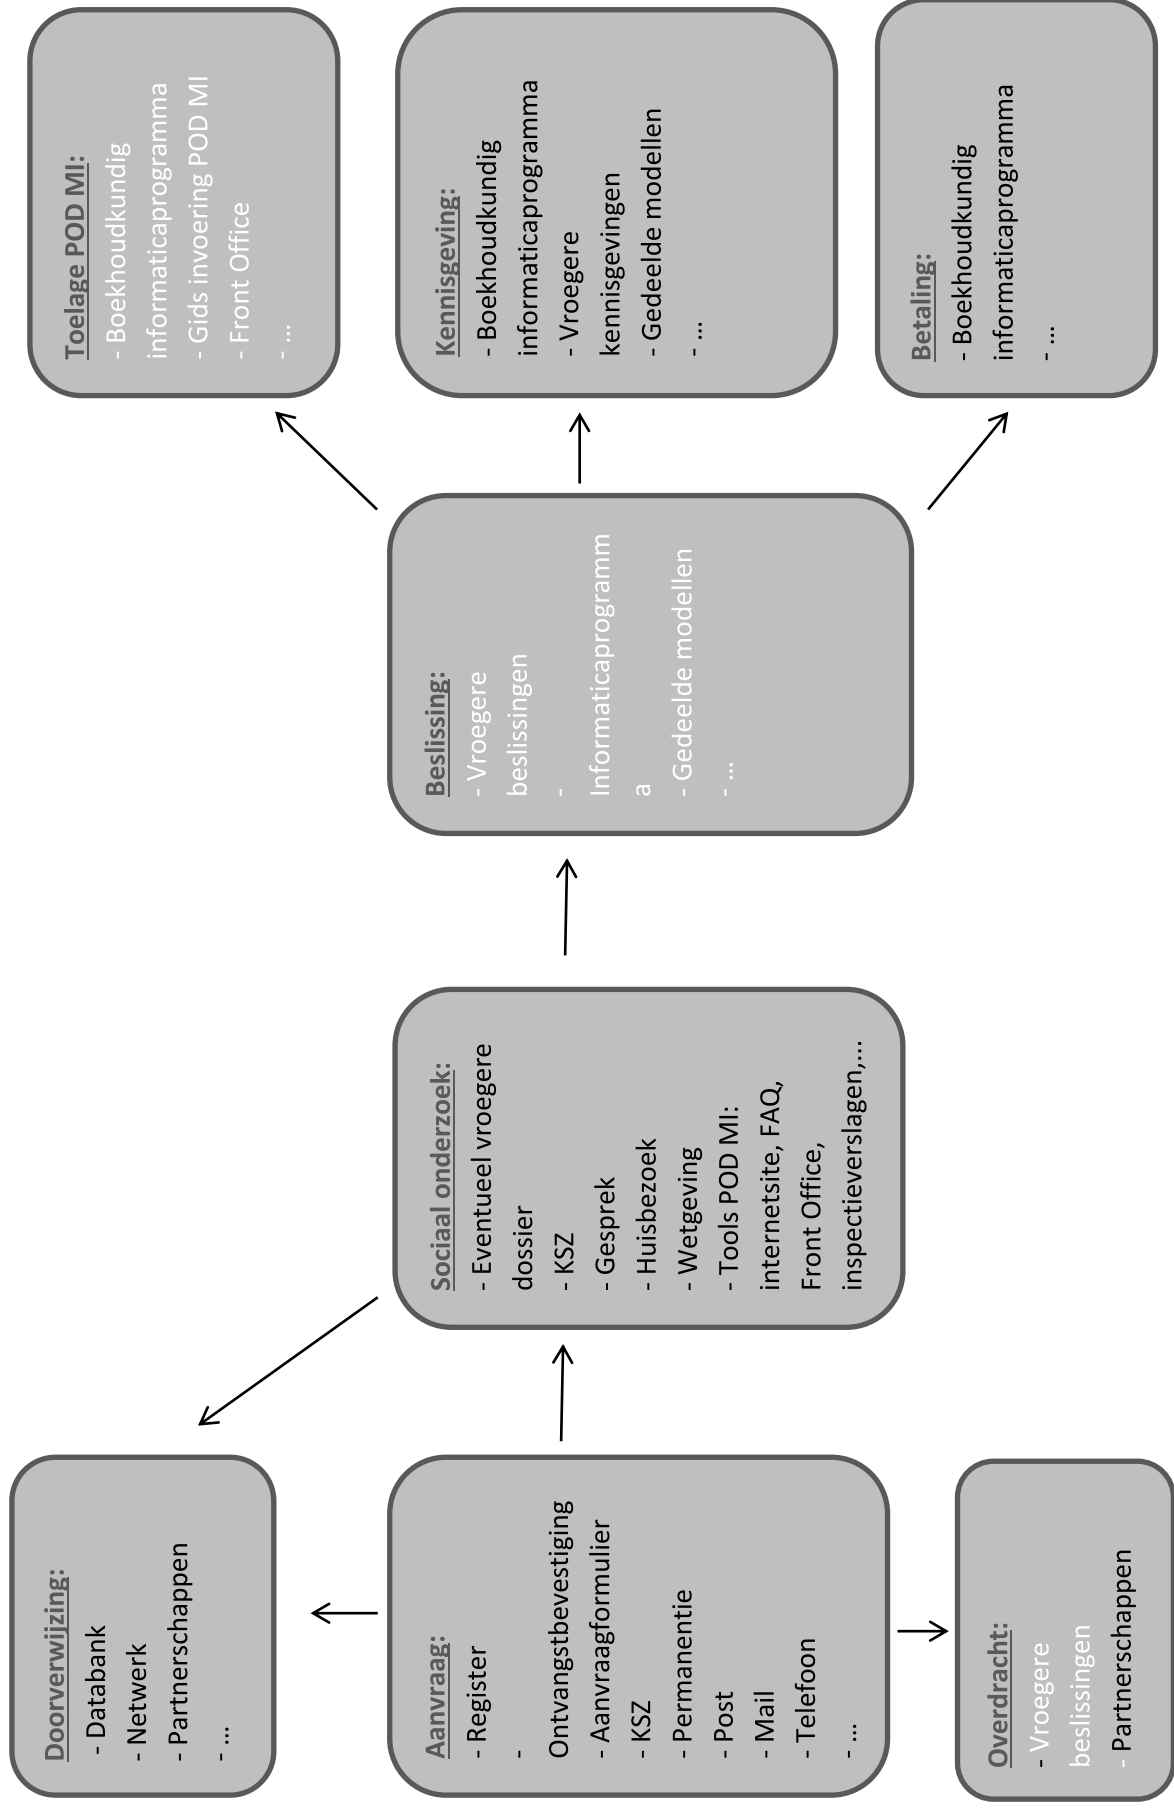 Doorverwijzing:
- Databank
- Netwerk
- Partnerschappen
- ...
Aanvraag:
- Register
-
Ontvangstbevestiging
- Aanvraagformulier
- KSZ
- Permanentie
- Post
- Mail
- Telefoon
- ...
Overdracht:
- Vroegere
beslissingen
- Partnerschappen
Sociaal onderzoek:
- Eventueel vroegere
dossier
- KSZ
- Gesprek
- Huisbezoek
- Wetgeving
- Tools POD MI:
internetsite, FAQ,
Front Office,
inspectieverslagen,...
Beslissing:
- Vroegere
beslissingen
-
Informaticaprogramm
a
- Gedeelde modellen
- ...
Toelage POD MI:
- Boekhoudkundig
informaticaprogramma
- Gids invoering POD MI
- Front Office
- ...
Kennisgeving:
- Boekhoudkundig
informaticaprogramma
- Vroegere
kennisgevingen
- Gedeelde modellen
- ...
Betaling:
- Boekhoudkundig
informaticaprogramma
- ...